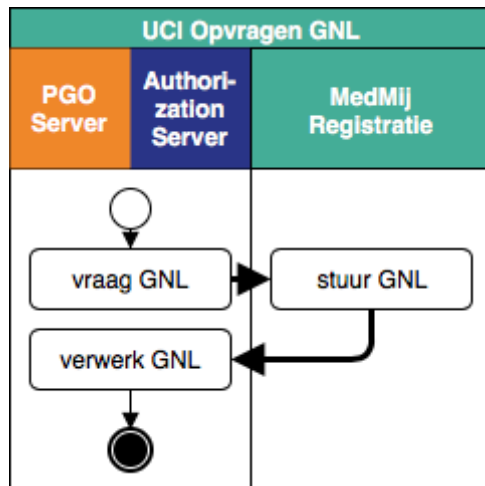 UCI Opvragen GNL
PGO
Server
Authori-
zation
Server
MedMij
Registratie
vraag GNL
stuur GNL
verwerk GNL